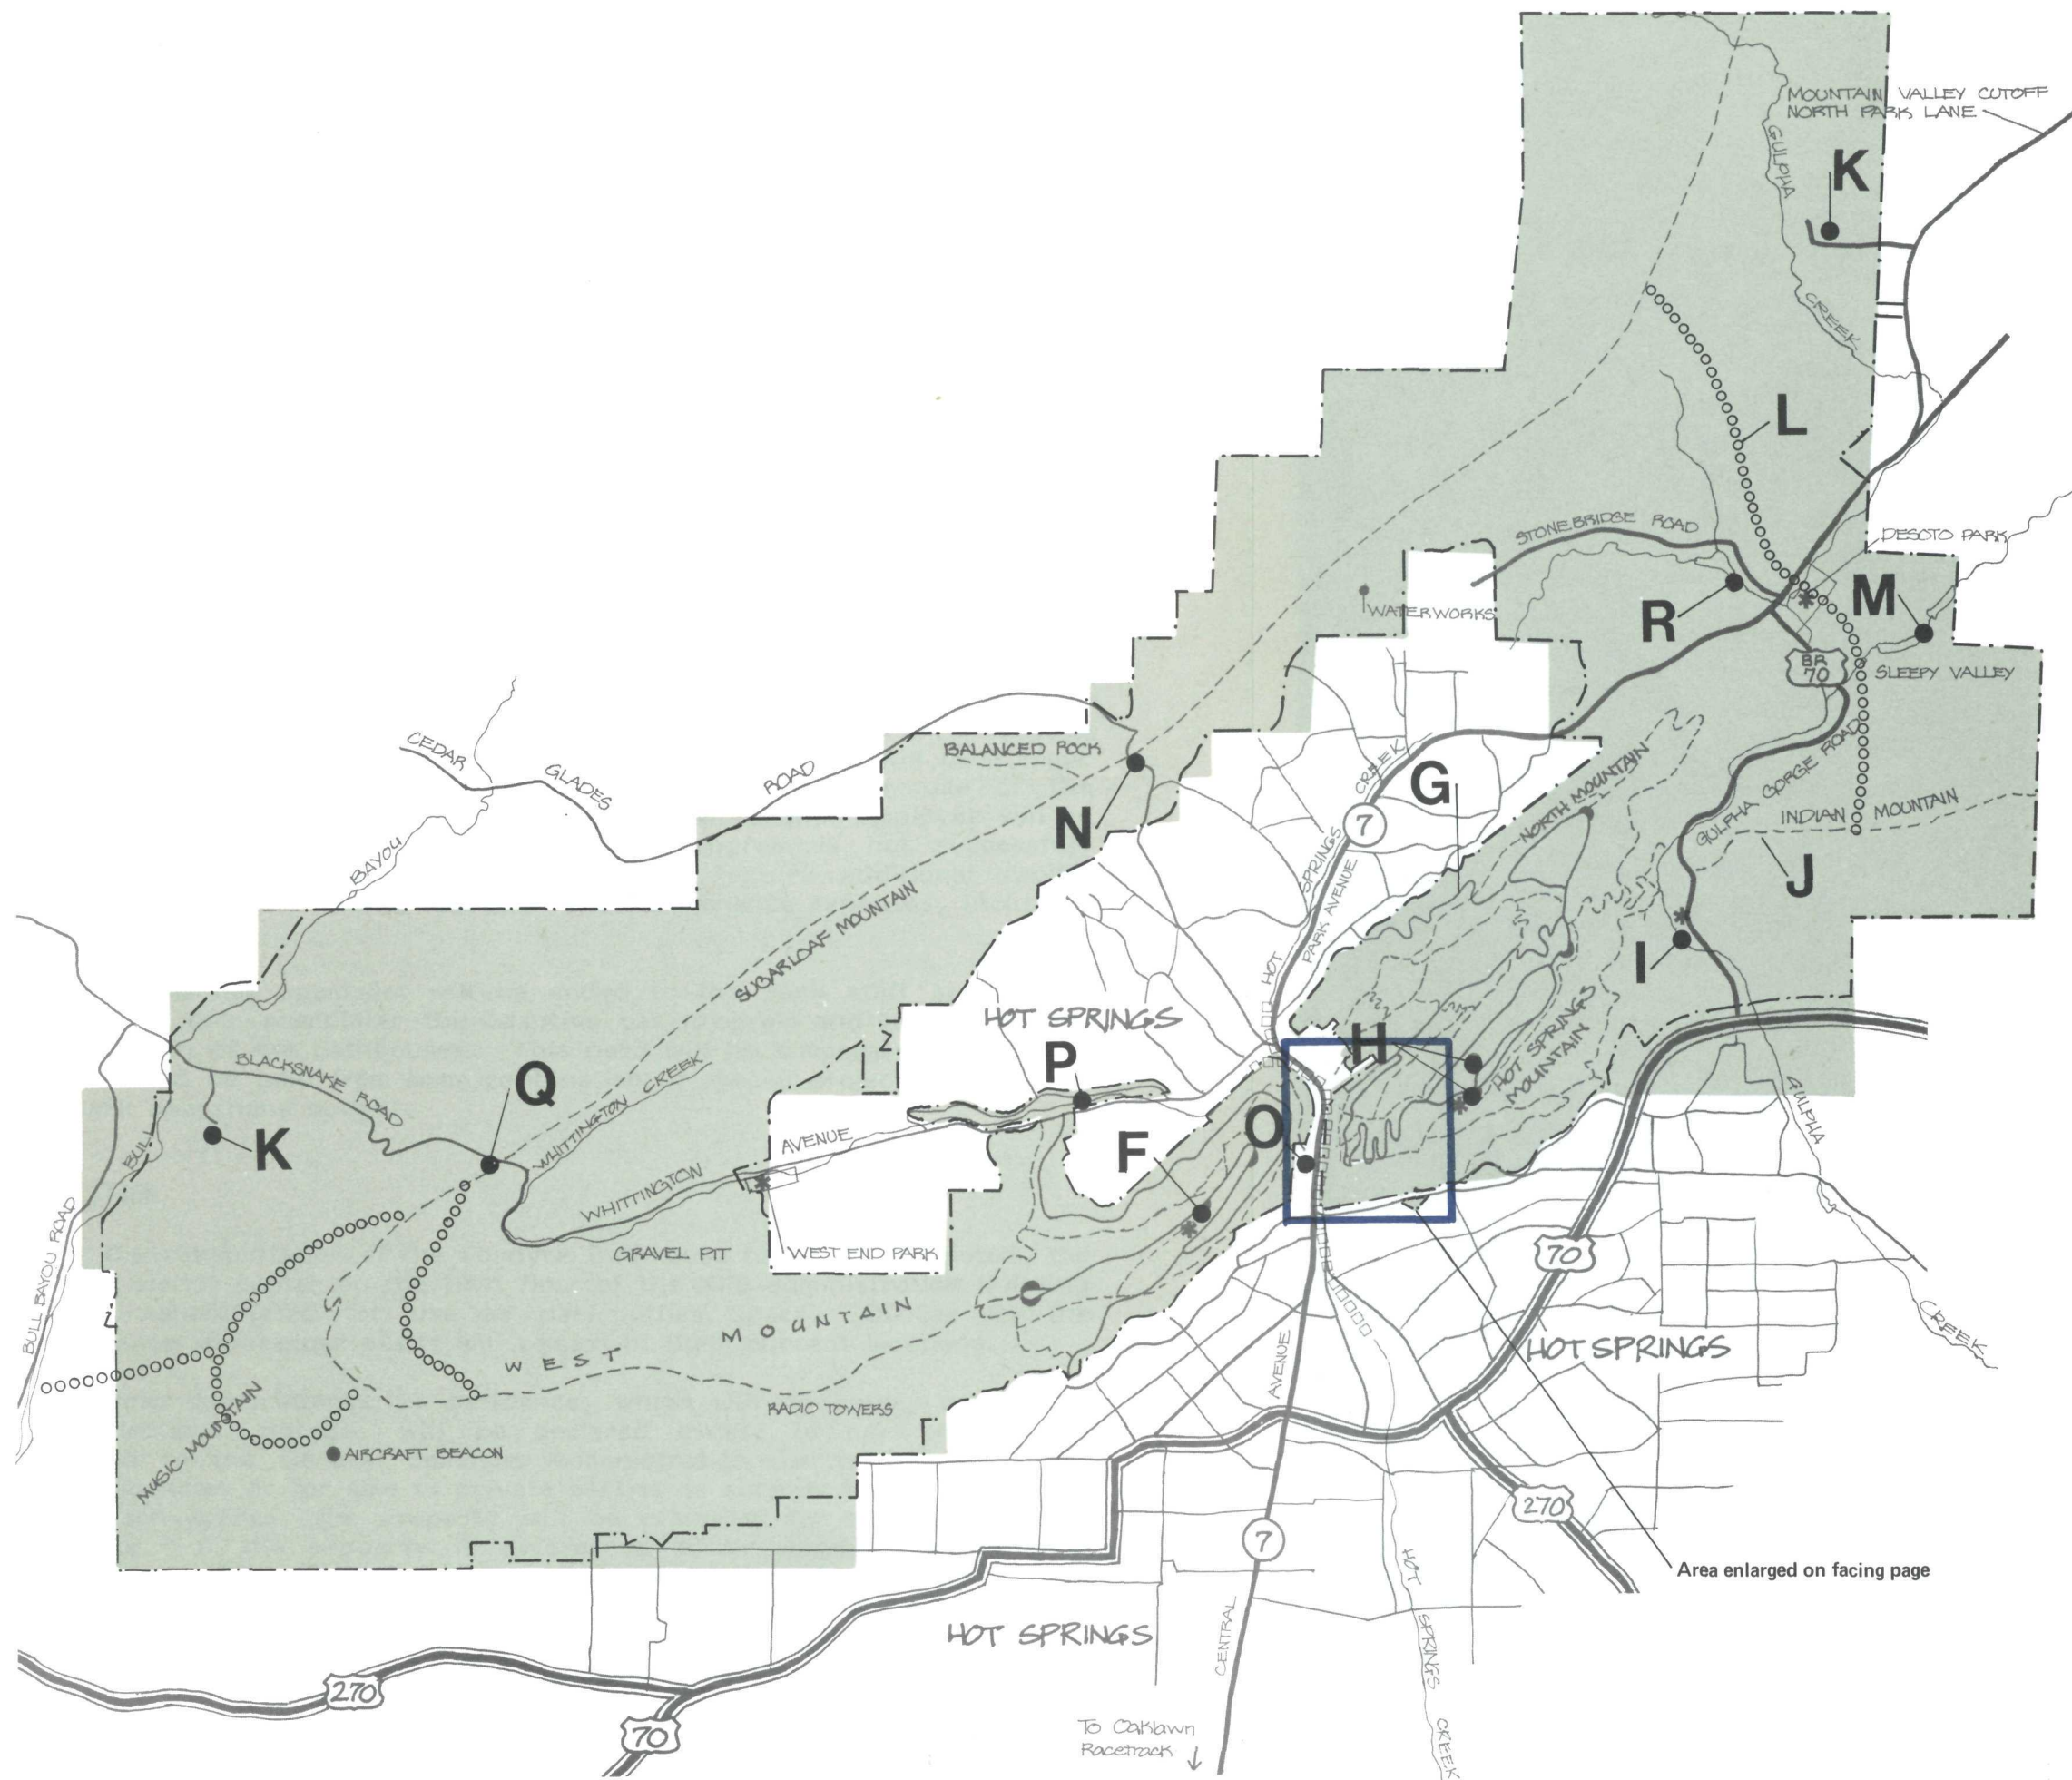 MOUNTAIN VALLEY CUTOFF
NORTH PARK LANE
GULPHA
CREEK
K
L
STONEBRIDGE ROAD
DESOTO PARK
WATERWORKS
R
M
BR
70
SLEEPY VALLEY
CEDAR
GLADES
ROAD
BALANCED ROCK
N
CREEK
G
7
NORTH MOUNTAIN
GULPHA GORGE ROAD
INDIAN MOUNTAIN
J
BAYOU
SUGARLOAF MOUNTAIN
HOT
SPRINGS
PARK AVENUE
I
HOT SPRINGS
H
HOT SPRINGS
MOUNTAIN
BLACKSNAKE ROAD
Q
WHITTINGTON CREEK
P
GULPHA
CREEK
K
BULL
AVENUE
WHITTINGTON
F
O
BULL BAYOU ROAD
GRAVEL PIT
WEST END PARK
70
WEST
MOUNTAIN
HOT SPRINGS
AVENUE
MUSIC MOUNTAIN
RADIO TOWERS
AIRCRAFT BEACON
270
7
Area enlarged on facing page
HOT
SPRINGS
CREEK
HOT SPRINGS
CENTRAL
270
70
To Oaklawn
Racetrack